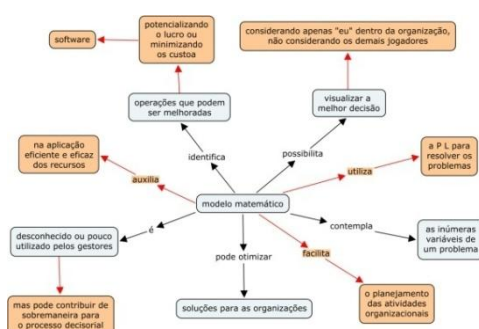 potencializando
o lucro ou
minimizando
os custoa
software
considerando apenas "eu" dentro da organização,
não considerando os demais jogadores
operações que podem
ser melhoradas
visualizar a
melhor decisão
na aplicação
eficiente e eficaz
dos recursos
identifica
possibilita
a P L para
resolver os
problemas
auxilia
utiliza
modelo matemático
desconhecido ou pouco
utilizado pelos gestores
é
contempla
as inúmeras
variáveis de
um problema
pode otimizar
facilita
mas pode contribuir de
sobremaneira para
o processo decisorial
soluções para as organizações
o planejamento
das atividades
organizacionais